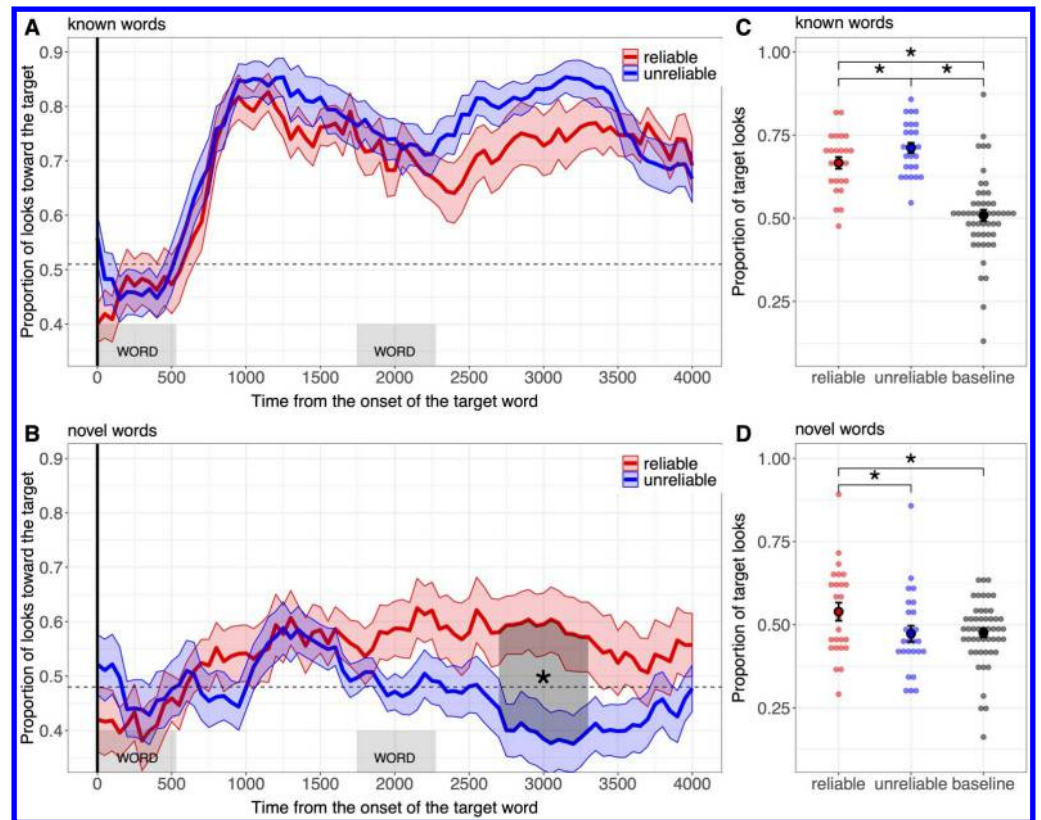 A known words
Proportion of looks toward the target
0.9
0.8
0.7
0.6
0.5
0.4
reliable
unreliable
WORD WORD
0 500 1000 1500 2000 2500 3000 3500 4000
Time from the onset of the target word
C known words
Proportion of target looks
1.00
0.75
0.50
0.25
* * *
reliable unreliable baseline
B novel words
Proportion of looks toward the target
0.9
0.8
0.7
0.6
0.5
0.4
reliable
unreliable
*
WORD WORD
0 500 1000 1500 2000 2500 3000 3500 4000
Time from the onset of the target word
D novel words
Proportion of target looks
1.00
0.75
0.50
0.25
* *
reliable unreliable baseline